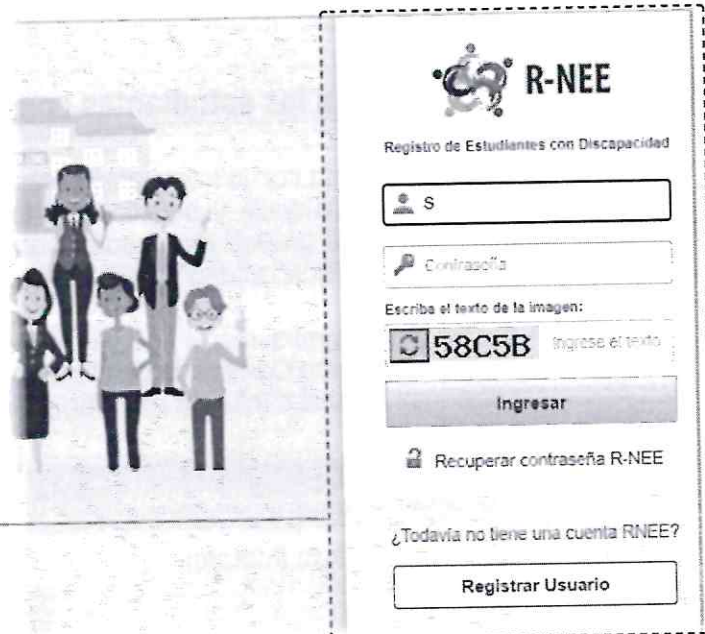 R-NEE
Registro de Estudiantes con Discapacidad
S
Contraseña
Escriba el texto de la imagen:
58C5B Ingrese el texto
Ingresar
Recuperar contraseña R-NEE
¿Todavía no tiene una cuenta RNEE?
Registrar Usuario